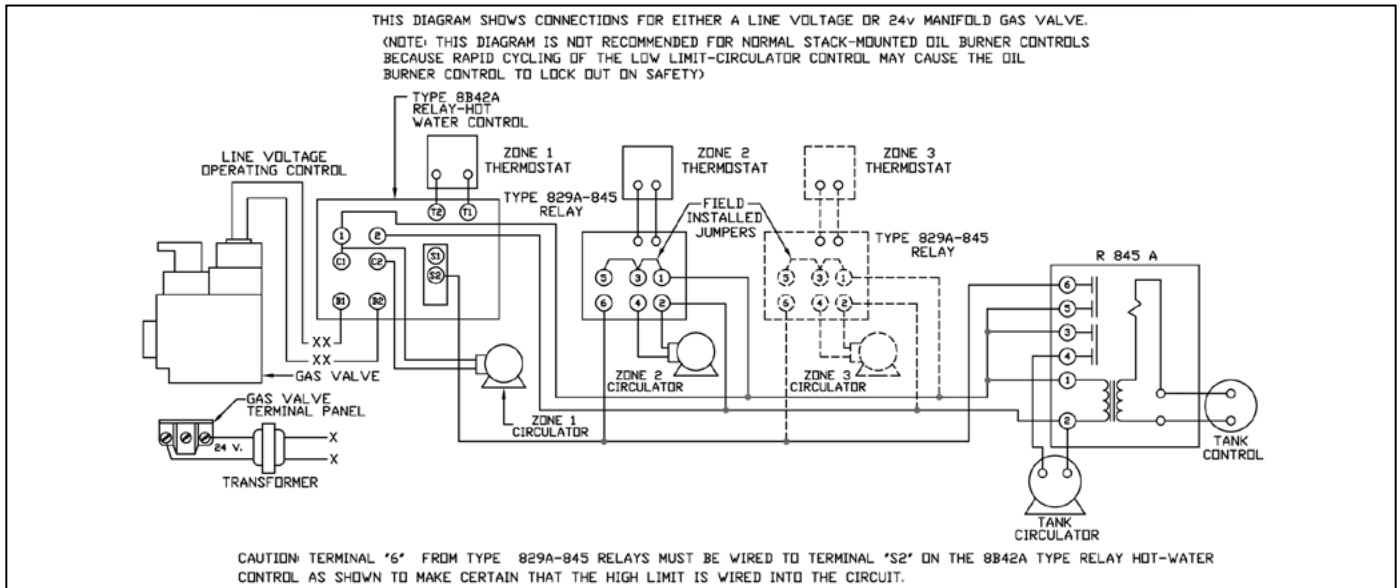 THIS DIAGRAM SHOWS CONNECTIONS FOR EITHER A LINE VOLTAGE OR 24v MANIFOLD GAS VALVE.
(NOTE: THIS DIAGRAM IS NOT RECOMMENDED FOR NORMAL STACK-MOUNTED OIL BURNER CONTROLS
BECAUSE RAPID CYCLING OF THE LOW LIMIT-CIRCULATOR CONTROL MAY CAUSE THE OIL
BURNER CONTROL TO LOCK OUT ON SAFETY)
TYPE 8B42A
RELAY-HOT
WATER CONTROL
LINE VOLTAGE
OPERATING CONTROL
ZONE 1
THERMOSTAT
ZONE 2
THERMOSTAT
ZONE 3
THERMOSTAT
TYPE 829A-845
RELAY
FIELD
INSTALLED
JUMPERS
TYPE 829A-845
RELAY
R 845 A
T2 T1
1 2
C1 C2
S1
S2
B1 B2
5 3 1
6 4 2
5 3 1
6 4 2
6
5
3
4
1
2
XX
XX
GAS VALVE
GAS VALVE
TERMINAL PANEL
24 V.
X
X
TRANSFORMER
ZONE 1
CIRCULATOR
ZONE 2
CIRCULATOR
ZONE 3
CIRCULATOR
TANK
CONTROL
TANK
CIRCULATOR
CAUTION: TERMINAL "6" FROM TYPE 829A-845 RELAYS MUST BE WIRED TO TERMINAL "S2" ON THE 8B42A TYPE RELAY HOT-WATER
CONTROL AS SHOWN TO MAKE CERTAIN THAT THE HIGH LIMIT IS WIRED INTO THE CIRCUIT.